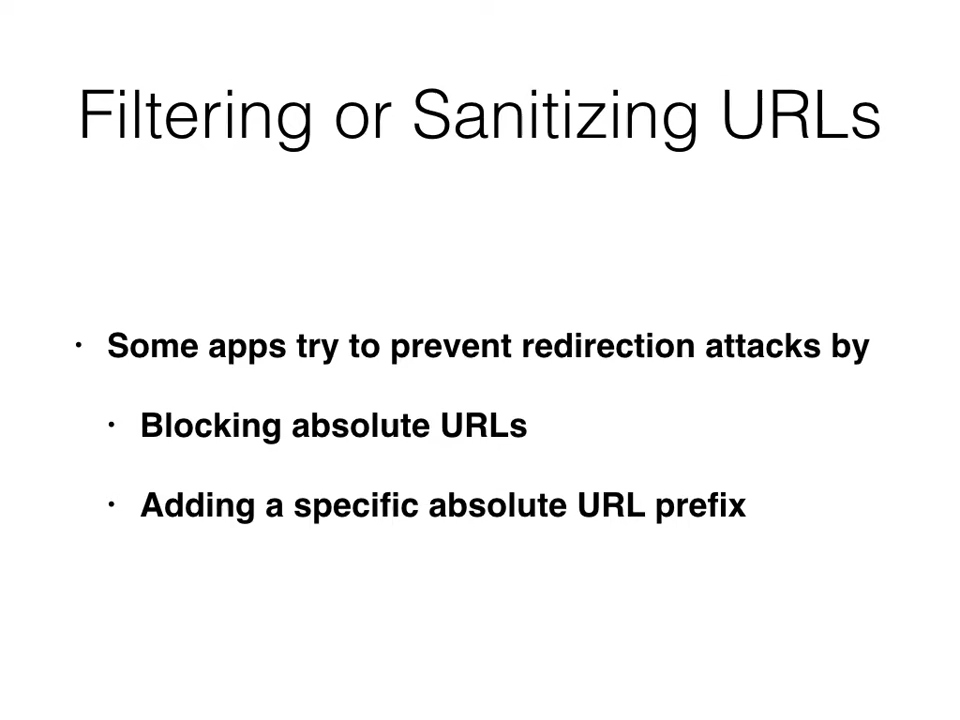 Filtering or Sanitizing URLs
• Some apps try to prevent redirection attacks by
• Blocking absolute URLs
• Adding a specific absolute URL prefix